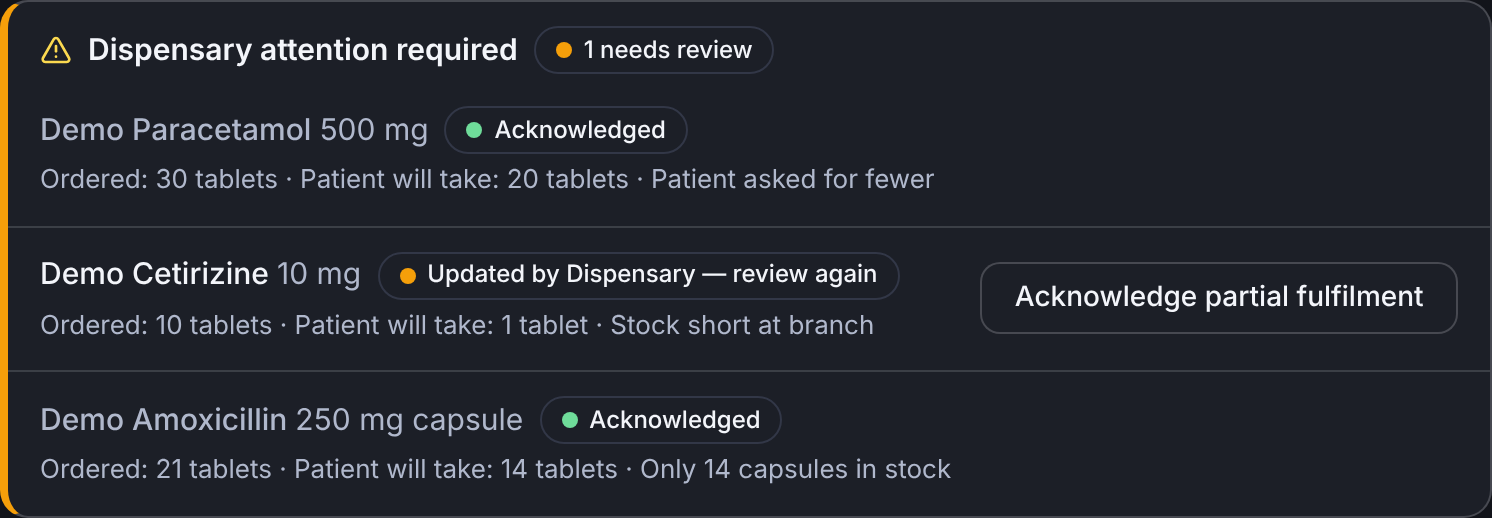 Dispensary attention required 1 needs review
Demo Paracetamol 500 mg Acknowledged
Ordered: 30 tablets · Patient will take: 20 tablets · Patient asked for fewer
Demo Cetirizine 10 mg Updated by Dispensary — review again
Acknowledge partial fulfilment
Ordered: 10 tablets · Patient will take: 1 tablet · Stock short at branch
Demo Amoxicillin 250 mg capsule Acknowledged
Ordered: 21 tablets · Patient will take: 14 tablets · Only 14 capsules in stock